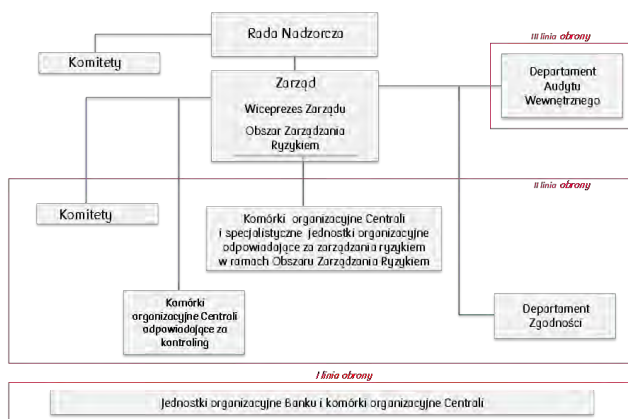 Rada Nadzorcza
Komitety
III linia obrony
Departament
Audytu
Wewnętrznego
Zarząd
Wiceprezes Zarządu
Obszar Zarządzania
Ryzykiem
II linia obrony
Komitety
Komórki organizacyjne Centrali
i specjalistyczne jednostki organizacyjne
odpowiadające za zarządzania ryzykiem
w ramach Obszaru Zarządzania Ryzykiem
Komórki
organizacyjne Centrali
odpowiadające za
kontroling
Departament
Zgodności
I linia obrony
Jednostki organizacyjne Banku i komórki organizacyjne Centrali